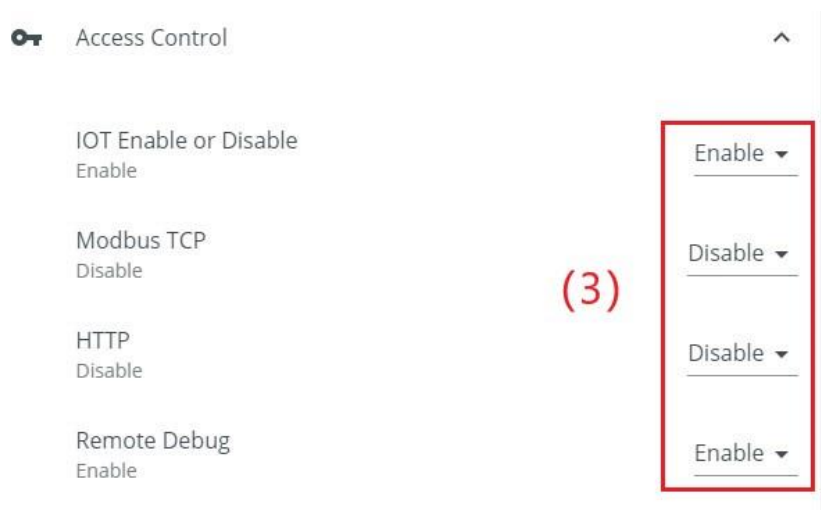 Access Control
IOT Enable or Disable
Enable
Enable
Modbus TCP
Disable
Disable
(3)
HTTP
Disable
Disable
Remote Debug
Enable
Enable